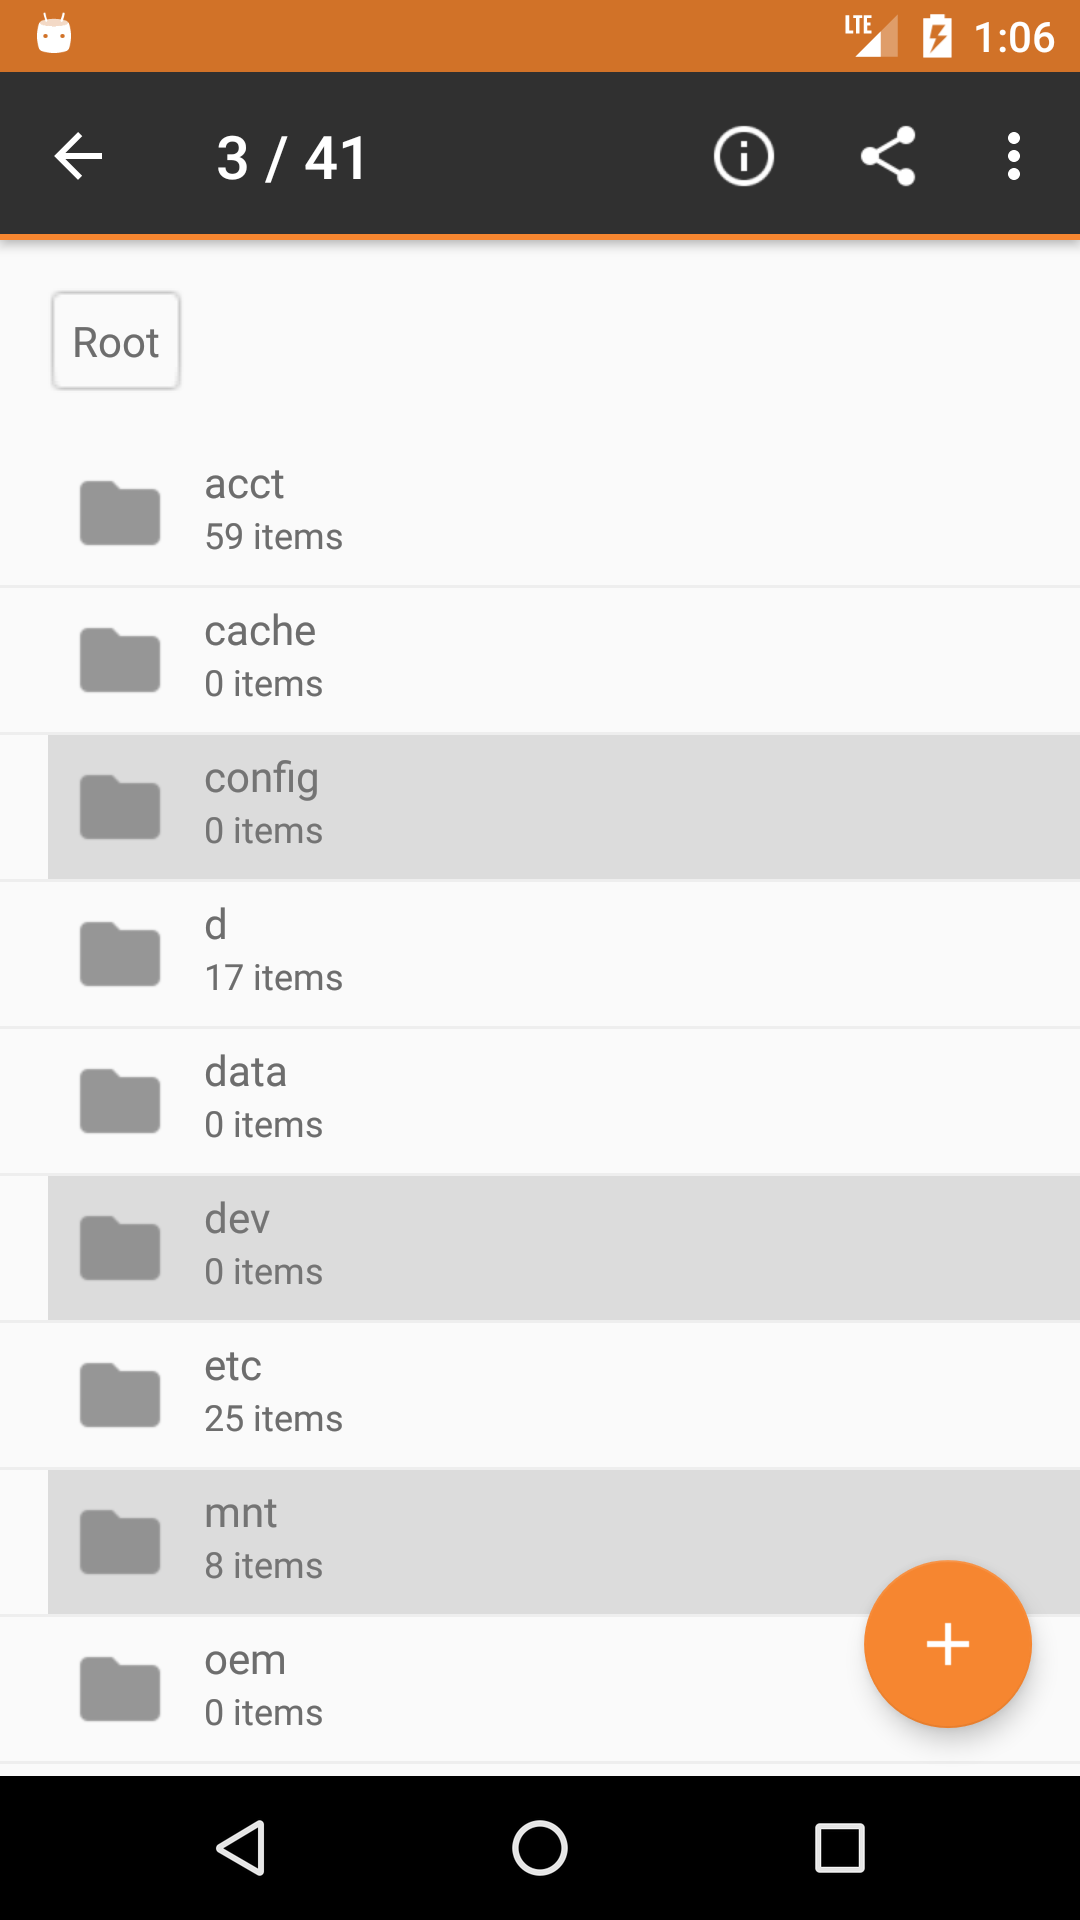 LTE 1:06
3 / 41
Root
acct
59 items
cache
0 items
config
0 items
d
17 items
data
0 items
dev
0 items
etc
25 items
mnt
8 items
oem
0 items